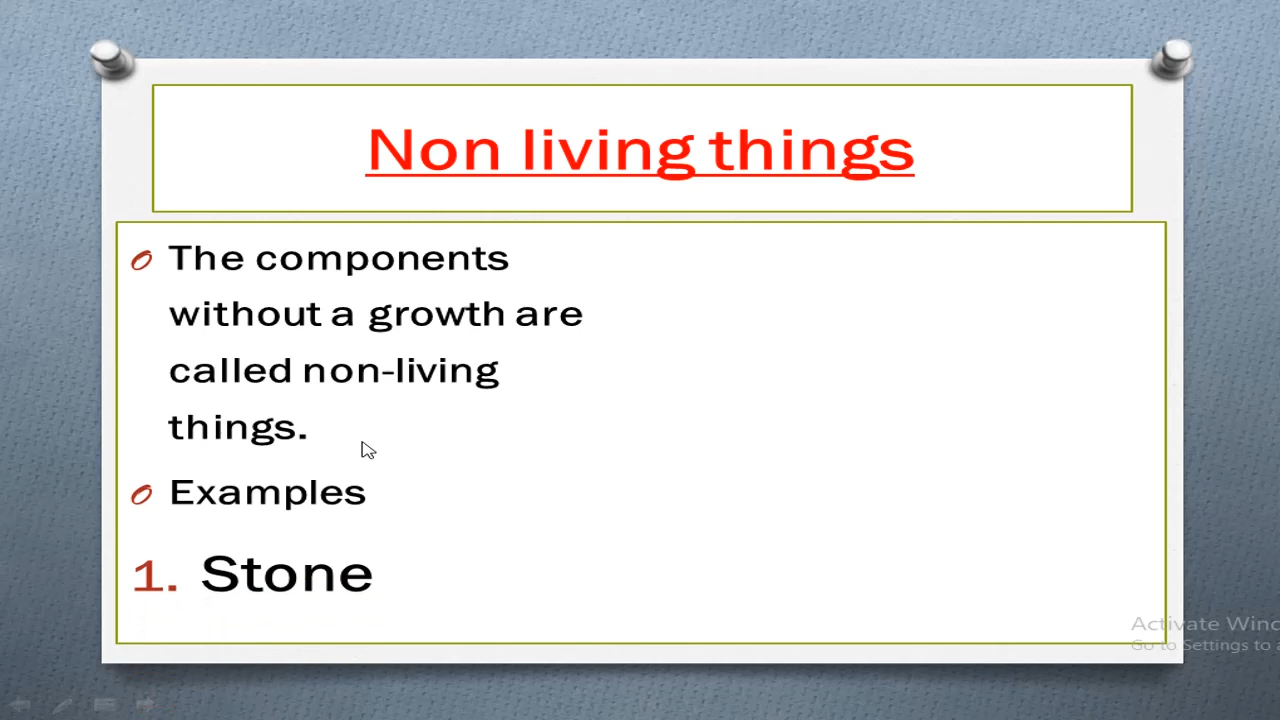 Non living things
The components
without a growth are
called non-living
things.
Examples
1. Stone
Activate Winc
Go to Settings to a